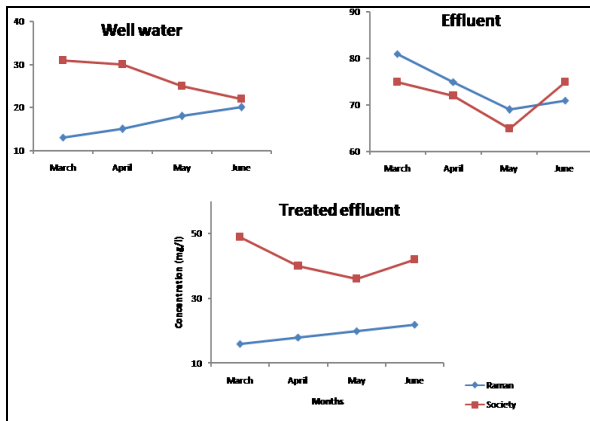 Well water
40
30
20
10
March April May June
Effluent
90
80
70
60
March April May June
Treated effluent
Concentration (mg/l)
50
30
10
March April May June
Months
Raman
Society